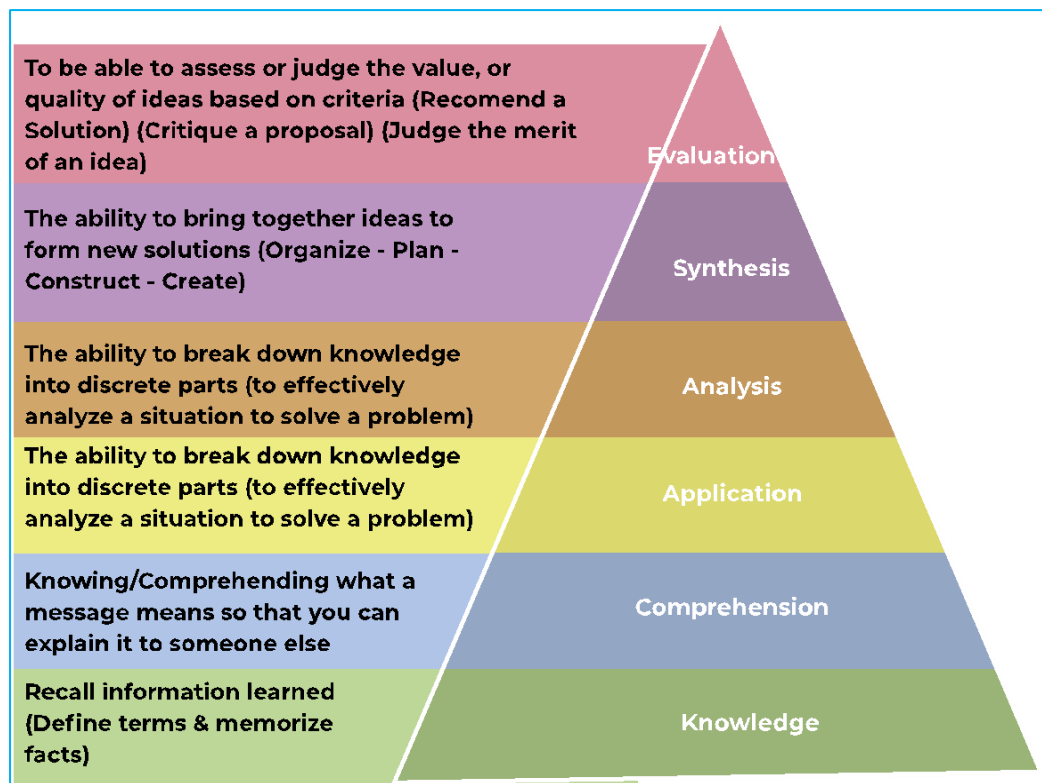 To be able to assess or judge the value, or
quality of ideas based on criteria (Recomend a
Solution) (Critique a proposal) (Judge the merit
of an idea)
Evaluation
The ability to bring together ideas to
form new solutions (Organize - Plan -
Construct - Create)
Synthesis
The ability to break down knowledge
into discrete parts (to effectively
analyze a situation to solve a problem)
Analysis
The ability to break down knowledge
into discrete parts (to effectively
analyze a situation to solve a problem)
Application
Knowing/Comprehending what a
message means so that you can
explain it to someone else
Comprehension
Recall information learned
(Define terms & memorize
facts)
Knowledge